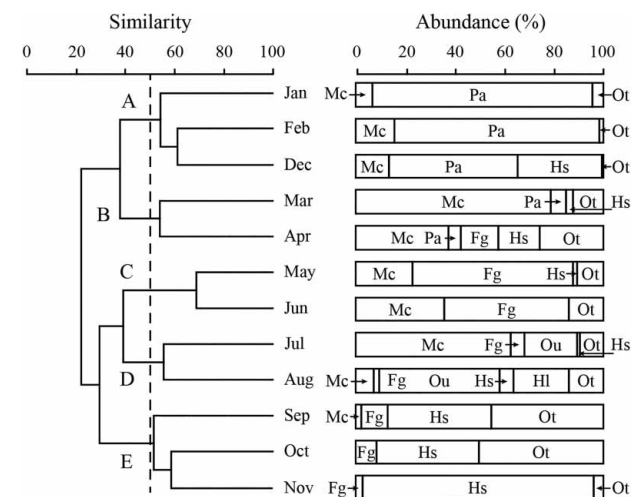 Similarity Abundance (%)
0 20 40 60 80 100 0 20 40 60 80 100
A Jan Mc Pa Ot
Feb Mc Pa Ot
Dec Mc Pa Hs Ot
B Mar Mc Pa Ot Hs
Apr Mc Pa Fg Hs Ot
C May Mc Fg Hs Ot
Jun Mc Fg Ot
Jul Mc Fg Ou Ot Hs
D Aug Mc Fg Ou Hs Hl Ot
Sep Mc Fg Hs Ot
E Oct Fg Hs Ot
Nov Fg Hs Ot